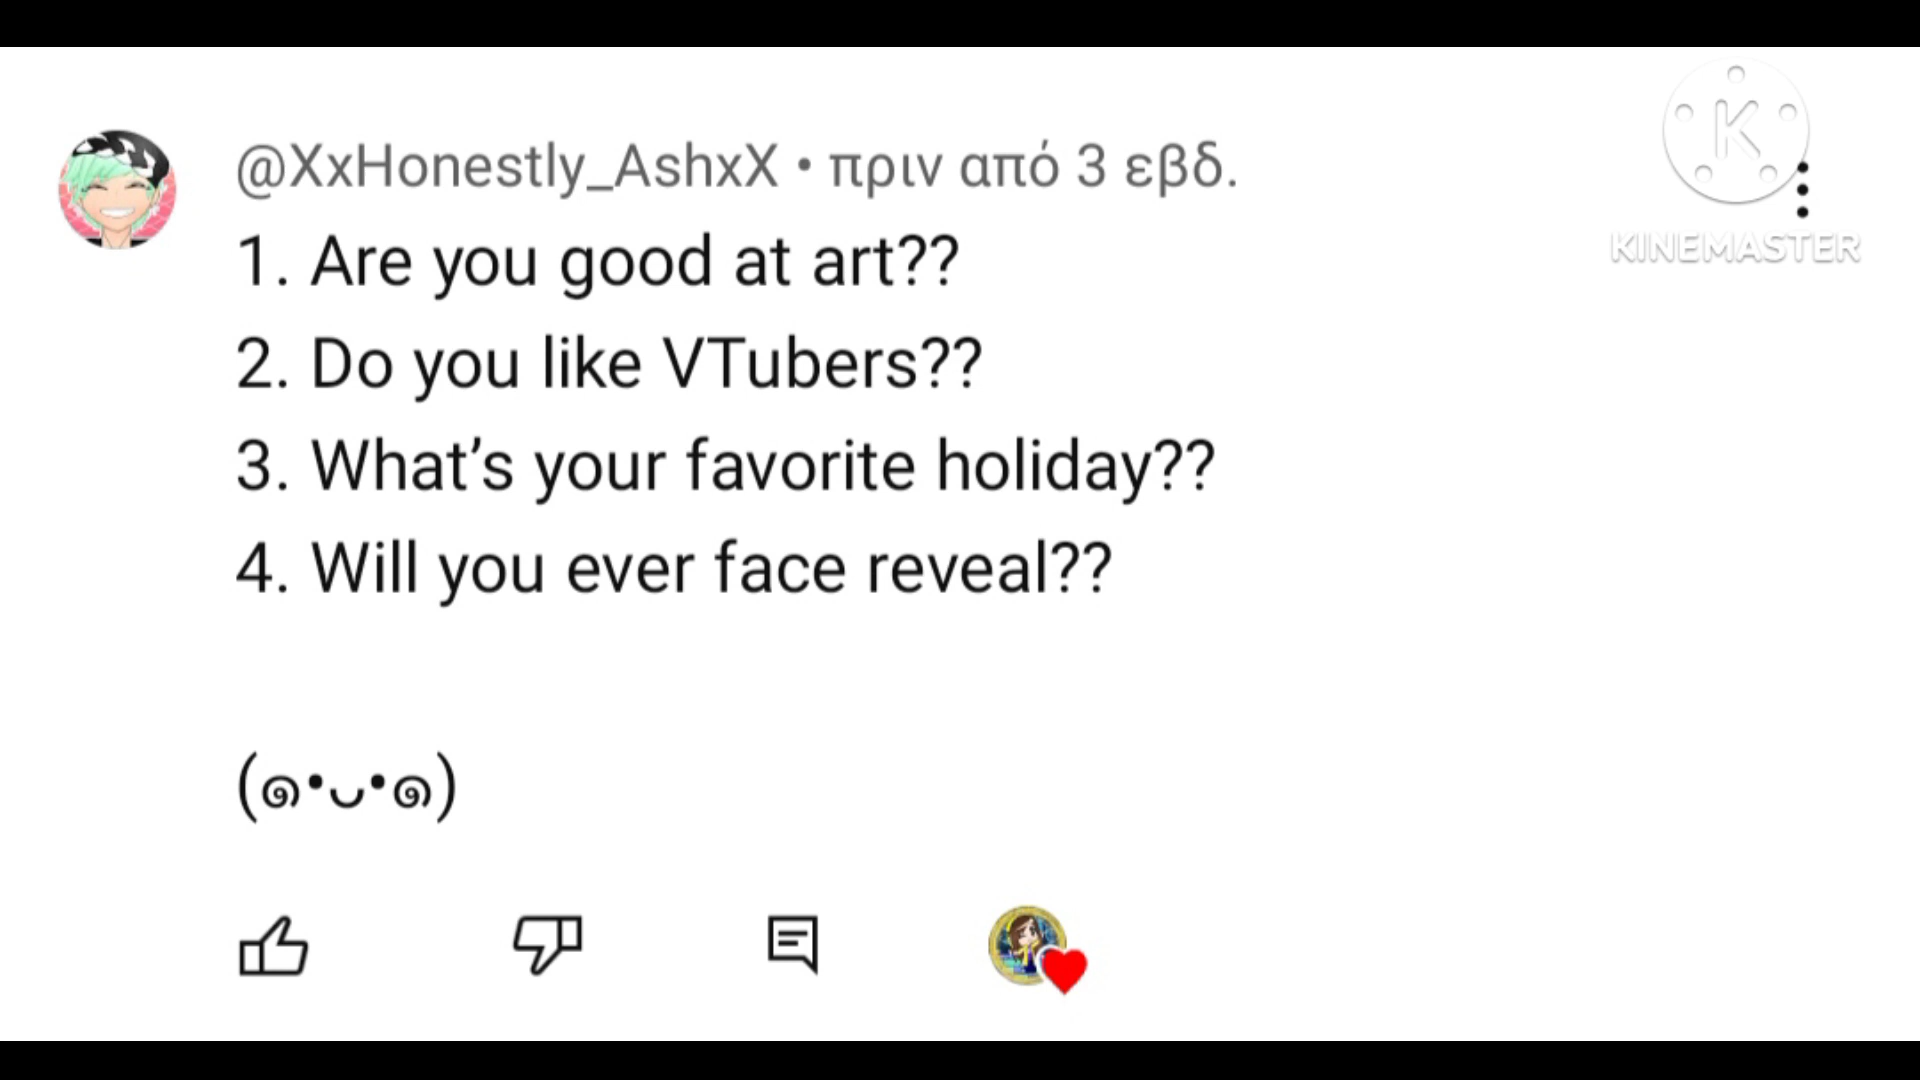 @XxHonestly_AshxX • πριν από 3 εβδ.
1. Are you good at art??
2. Do you like VTubers??
3. What’s your favorite holiday??
4. Will you ever face reveal??
(๑•ᴗ•๑)
K
KINEMASTER